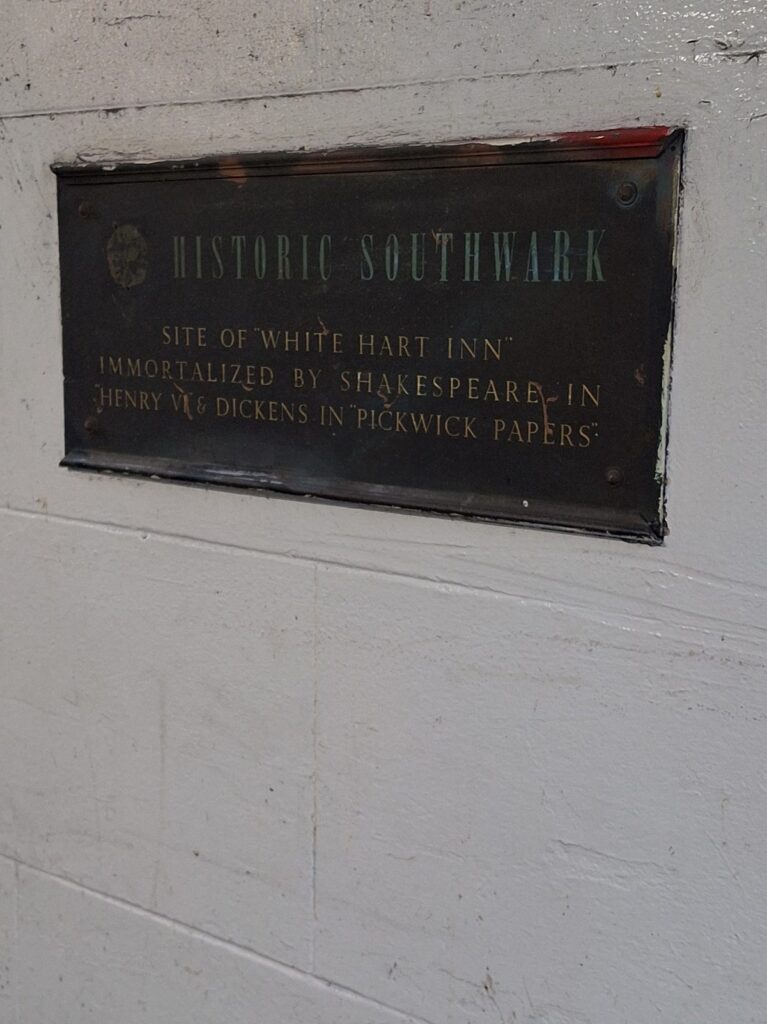 HISTORIC SOUTHWARK
SITE OF "WHITE HART INN"
IMMORTALIZED BY SHAKESPEARE IN
"HENRY VI" & DICKENS IN "PICKWICK PAPERS".